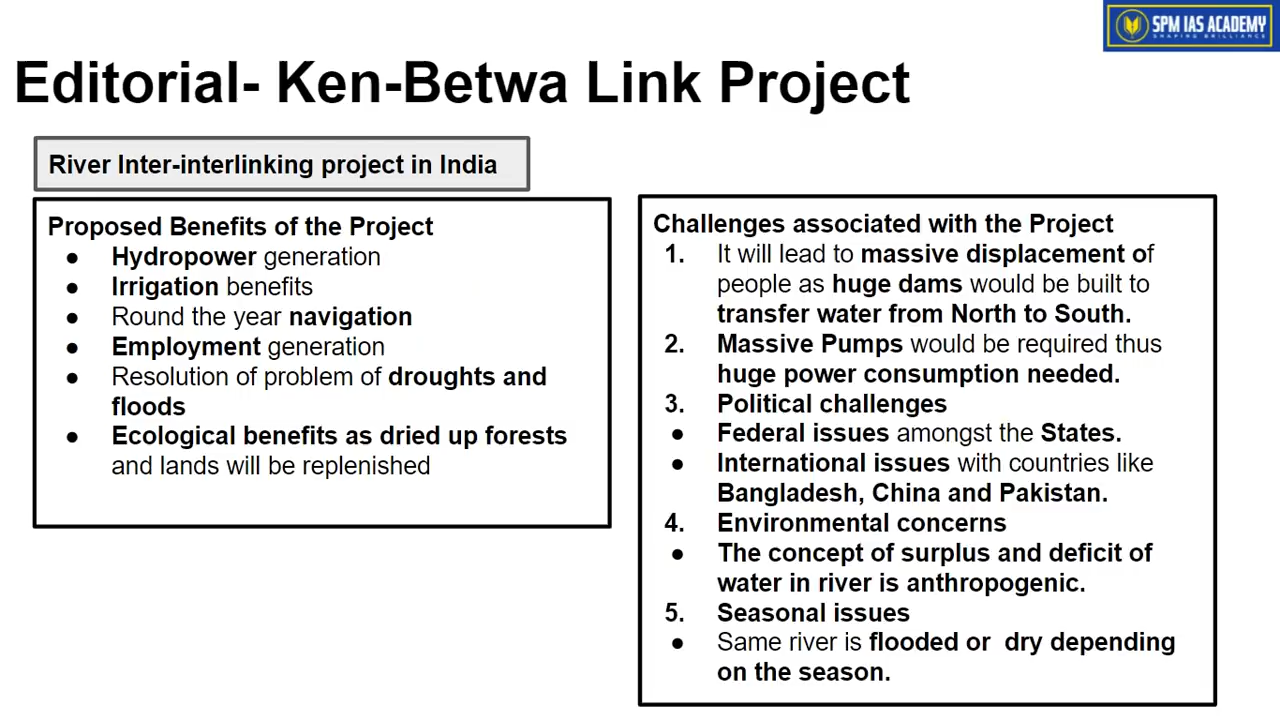 SPM IAS ACADEMY
SHAPING BRILLIANCE
Editorial- Ken-Betwa Link Project
River Inter-interlinking project in India
Proposed Benefits of the Project
● Hydropower generation
● Irrigation benefits
● Round the year navigation
● Employment generation
● Resolution of problem of droughts and
floods
● Ecological benefits as dried up forests
and lands will be replenished
Challenges associated with the Project
1. It will lead to massive displacement of
people as huge dams would be built to
transfer water from North to South.
2. Massive Pumps would be required thus
huge power consumption needed.
3. Political challenges
● Federal issues amongst the States.
● International issues with countries like
Bangladesh, China and Pakistan.
4. Environmental concerns
● The concept of surplus and deficit of
water in river is anthropogenic.
5. Seasonal issues
● Same river is flooded or dry depending
on the season.